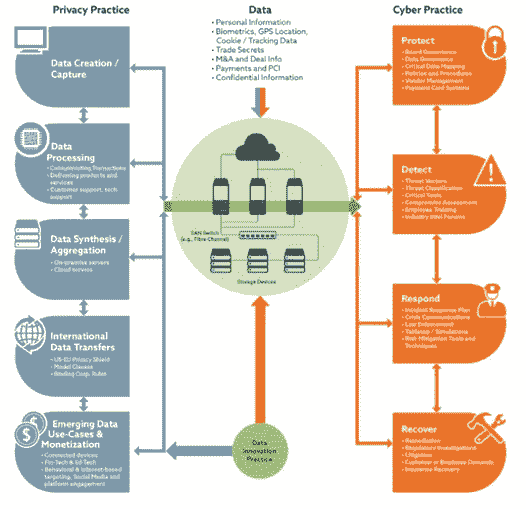 Privacy Practice
Data Creation /
Capture
Data
Processing
• Consummating Transactions
• Delivering products and
services
• Customer support, tech
support
Data Synthesis /
Aggregation
• On-premise servers
• Cloud services
International
Data Transfers
• US-EU Privacy Shield
• Model Clauses
• Binding Corp. Rules
Emerging Data
Use-Cases &
Monetization
• Connected devices
• Fin-Tech & Ed-Tech
• Behavioral & interest-based
targeting, Social Media and
platform engagement
Data
• Personal Information
• Biometrics, GPS Location,
Cookie / Tracking Data
• Trade Secrets
• M&A and Deal Info
• Payments and PCI
• Confidential Information
SAN Switch
(e.g., Fibre Channel)
Storage Devices
Data
Innovation
Practice
Cyber Practice
Protect
• Board Governance
• Data Governance
• Critical Data Mapping
• Policies and Procedures
• Vendor Management
• Payment Card Systems
Detect
• Threat Vectors
• Threat Classification
• Critical Tools
• Compromise Assessment
• Employee Training
• Industry Info
Respond
• Incident Response Plan
• Crisis Communications
• Law Enforcement
• Tabletop / Simulations
• Risk Mitigation Tools and
Techniques
Recover
• Remediation
• Regulatory Investigations
• Litigation
• Customer or Employee Demands
• Insurance Recovery